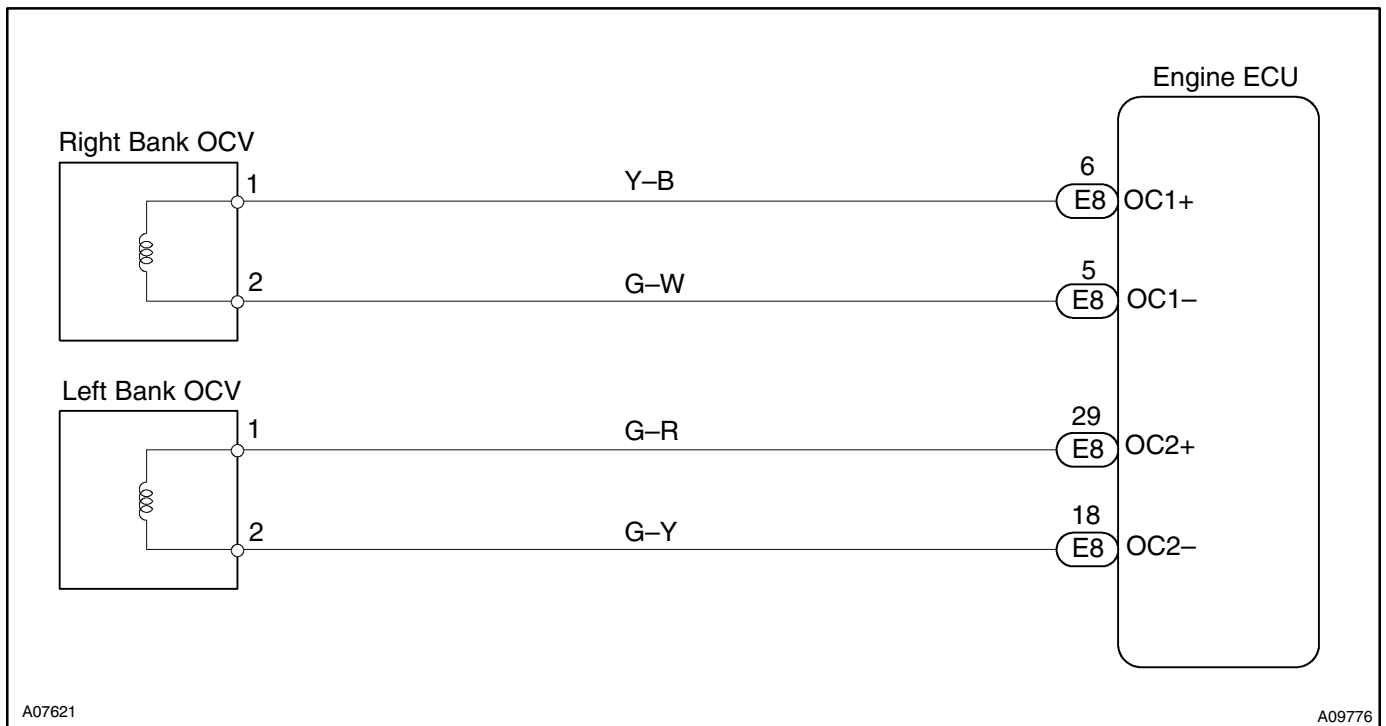 Engine ECU
Right Bank OCV
1
Y–B
6
E8
OC1+
2
G–W
5
E8
OC1–
Left Bank OCV
1
G–R
29
E8
OC2+
2
G–Y
18
E8
OC2–
A07621
A09776